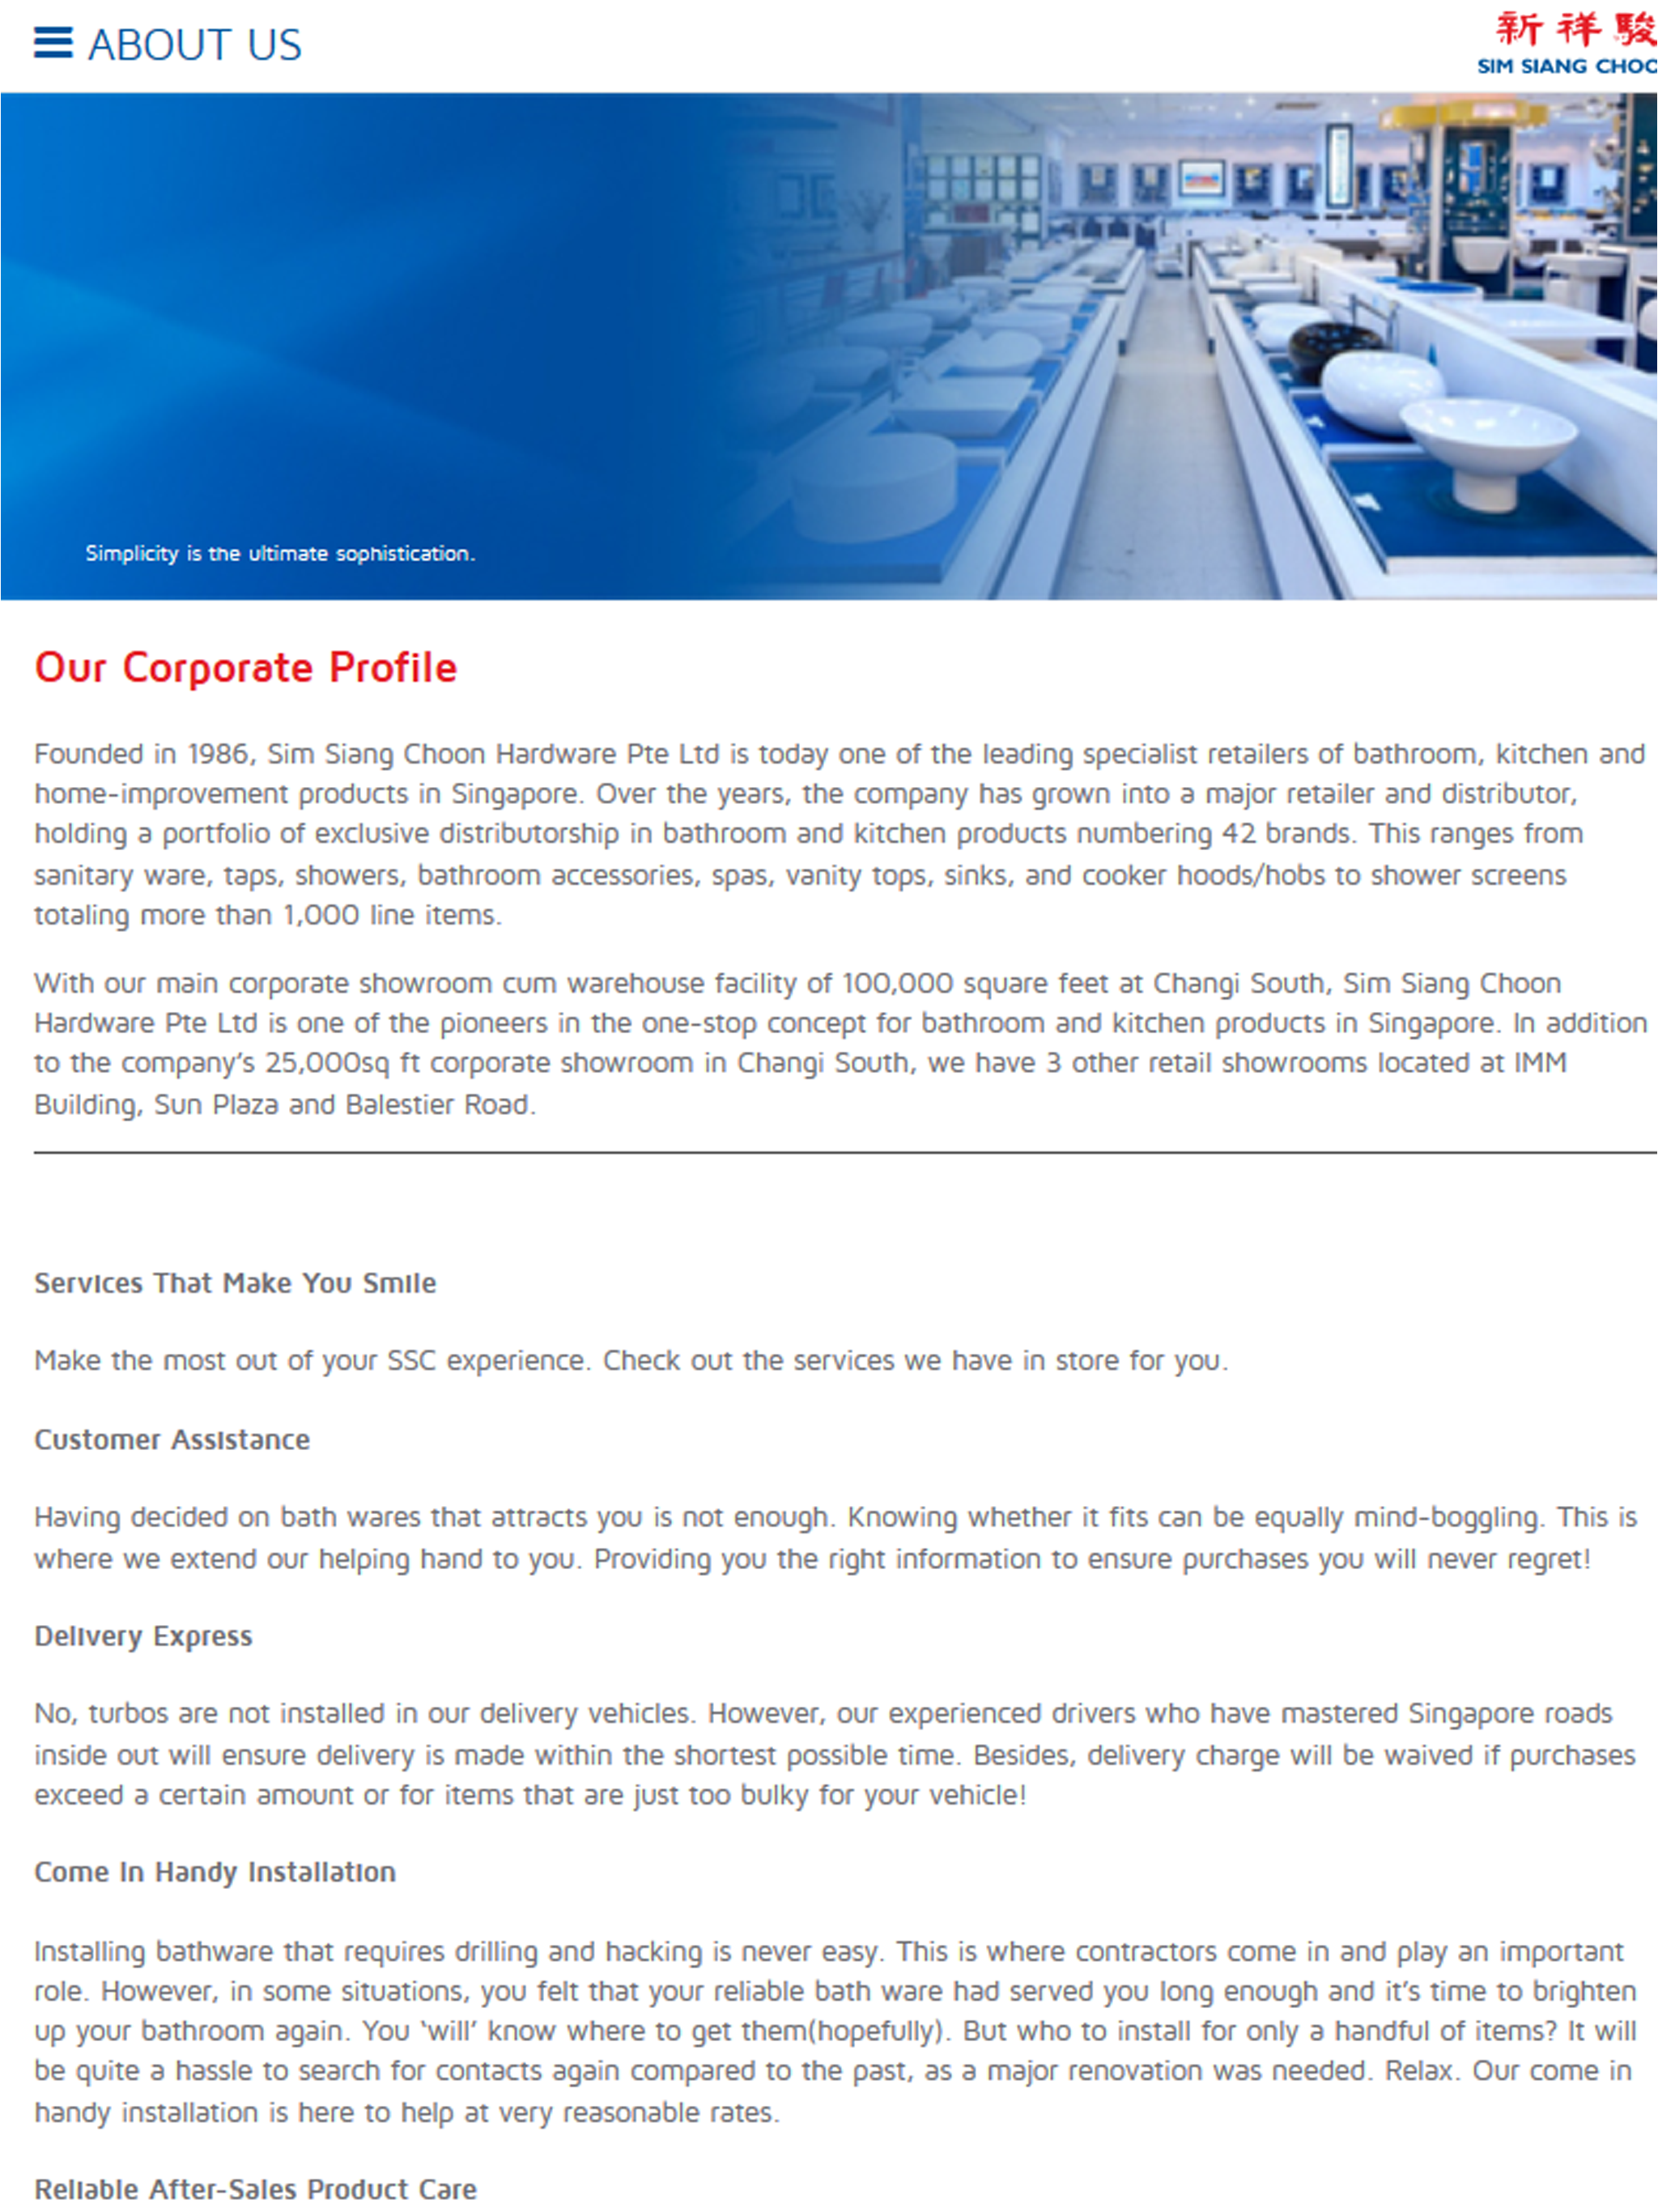 ABOUT US
新祥駿
SIM SIANG CHOO
Simplicity is the ultimate sophistication.
Our Corporate Profile
Founded in 1986, Sim Siang Choon Hardware Pte Ltd is today one of the leading specialist retailers of bathroom, kitchen and
home-improvement products in Singapore. Over the years, the company has grown into a major retailer and distributor,
holding a portfolio of exclusive distributorship in bathroom and kitchen products numbering 42 brands. This ranges from
sanitary ware, taps, showers, bathroom accessories, spas, vanity tops, sinks, and cooker hoods/hobs to shower screens
totaling more than 1,000 line items.
With our main corporate showroom cum warehouse facility of 100,000 square feet at Changi South, Sim Siang Choon
Hardware Pte Ltd is one of the pioneers in the one-stop concept for bathroom and kitchen products in Singapore. In addition
to the company's 25,000sq ft corporate showroom in Changi South, we have 3 other retail showrooms located at IMM
Building, Sun Plaza and Balestier Road.
Services That Make You Smile
Make the most out of your SSC experience. Check out the services we have in store for you.
Customer Assistance
Having decided on bath wares that attracts you is not enough. Knowing whether it fits can be equally mind-boggling. This is
where we extend our helping hand to you. Providing you the right information to ensure purchases you will never regret!
Delivery Express
No, turbos are not installed in our delivery vehicles. However, our experienced drivers who have mastered Singapore roads
inside out will ensure delivery is made within the shortest possible time. Besides, delivery charge will be waived if purchases
exceed a certain amount or for items that are just too bulky for your vehicle!
Come In Handy Installation
Installing bathware that requires drilling and hacking is never easy. This is where contractors come in and play an important
role. However, in some situations, you felt that your reliable bath ware had served you long enough and it's time to brighten
up your bathroom again. You 'will' know where to get them(hopefully). But who to install for only a handful of items? It will
be quite a hassle to search for contacts again compared to the past, as a major renovation was needed. Relax. Our come in
handy installation is here to help at very reasonable rates.
Reliable After-Sales Product Care